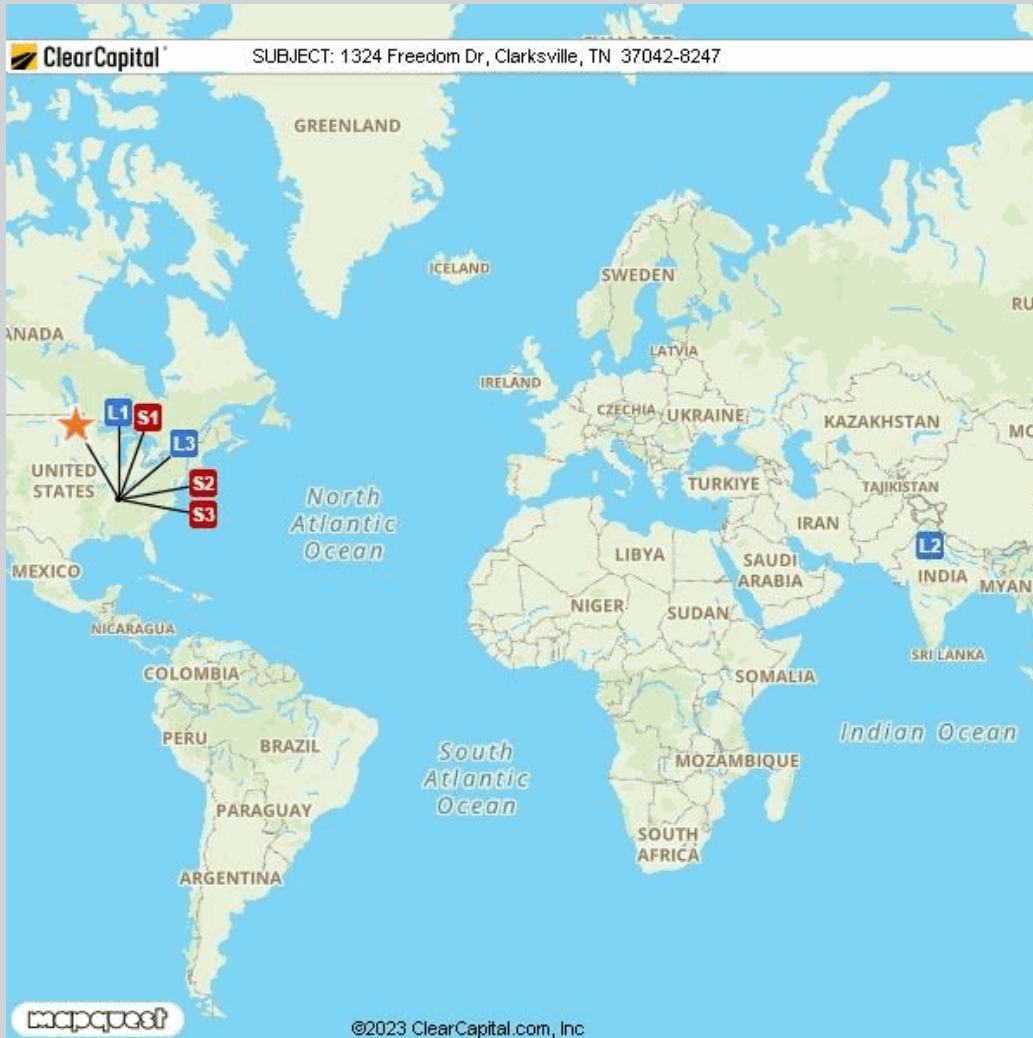 ClearCapital
SUBJECT: 1324 Freedom Dr, Clarksville, TN 37042-8247
GREENLAND
ICELAND
SWEDEN
RU
ANADA
LATVIA
IRELAND
CZECHIA
UKRAINE
KAZAKHSTAN
MO
L1
S1
L3
UNITED
STATES
S2
S3
North
Atlantic
Ocean
TURKIYE
TAJIKISTAN
IRAN
L2
LIBYA
SAUDI
ARABIA
INDIA
MYAN
MEXICO
NIGER
SUDAN
NICARAGUA
SRI LANKA
COLOMBIA
SOMALIA
PERU
BRAZIL
Indian Ocean
South
Atlantic
Ocean
MOZAMBIQUE
PARAGUAY
SOUTH
AFRICA
ARGENTINA
mapquest
©2023 ClearCapital.com, Inc